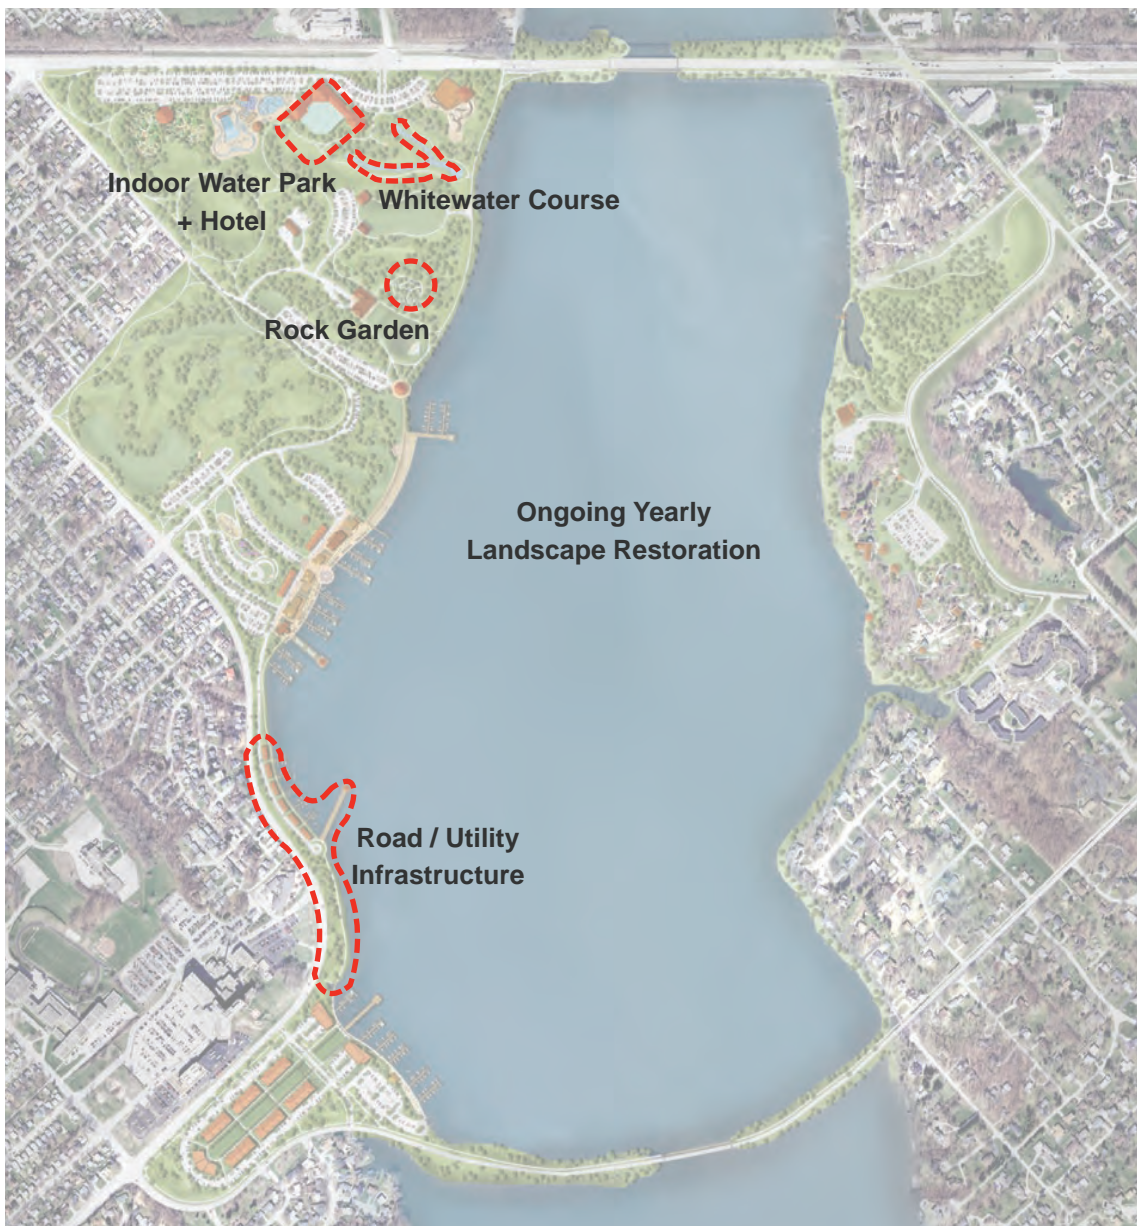 Indoor Water Park
+ Hotel
Whitewater Course
Rock Garden
Ongoing Yearly
Landscape Restoration
Road / Utility
Infrastructure